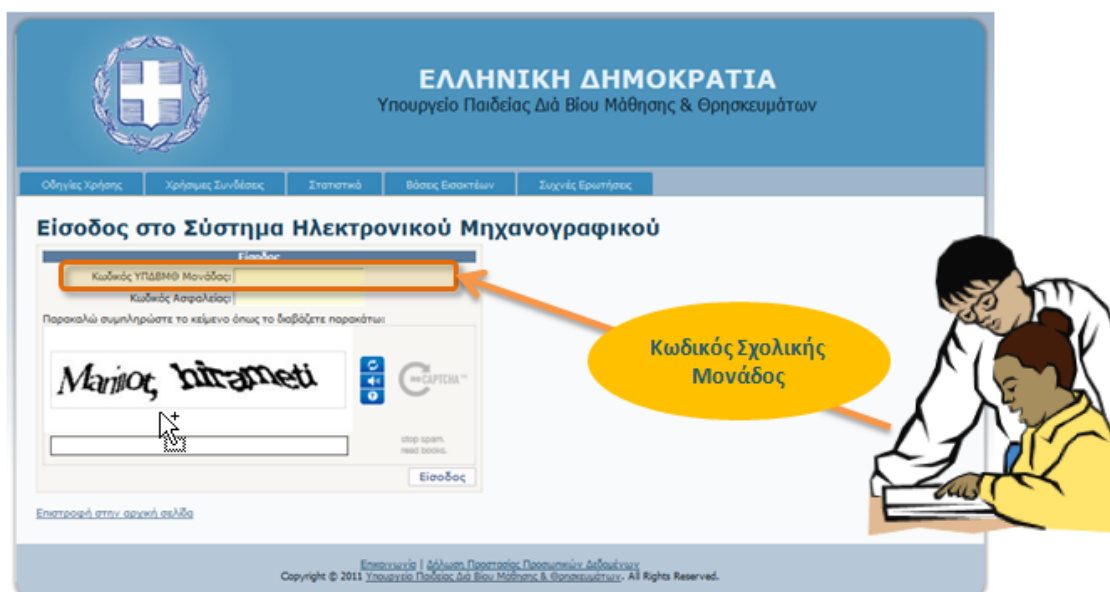 ΕΛΛΗΝΙΚΗ ΔΗΜΟΚΡΑΤΙΑ
Υπουργείο Παιδείας Διά Βίου Μάθησης & Θρησκευμάτων
Οδηγίες Χρήσης Χρήσιμες Συνδέσεις Στατιστικά Βάσεις Εισακτέων Συχνές Ερωτήσεις
Είσοδος στο Σύστημα Ηλεκτρονικού Μηχανογραφικού
Είσοδος
Κωδικός ΥΠΔΒΜΘ Μονάδας:
Κωδικός Ασφαλείας:
Παρακαλώ συμπληρώστε το κείμενο όπως το διαβάζετε παρακάτω:
Κωδικός Σχολικής
Μονάδος
hirameti
CAPTCHA™
stop spam.
read books.
Είσοδος
Επιστροφή στην αρχική σελίδα
Επικοινωνία | Δήλωση Προστασίας Προσωπικών Δεδομένων
Copyright © 2011 Υπουργείο Παιδείας Διά Βίου Μάθησης & Θρησκευμάτων. All Rights Reserved.